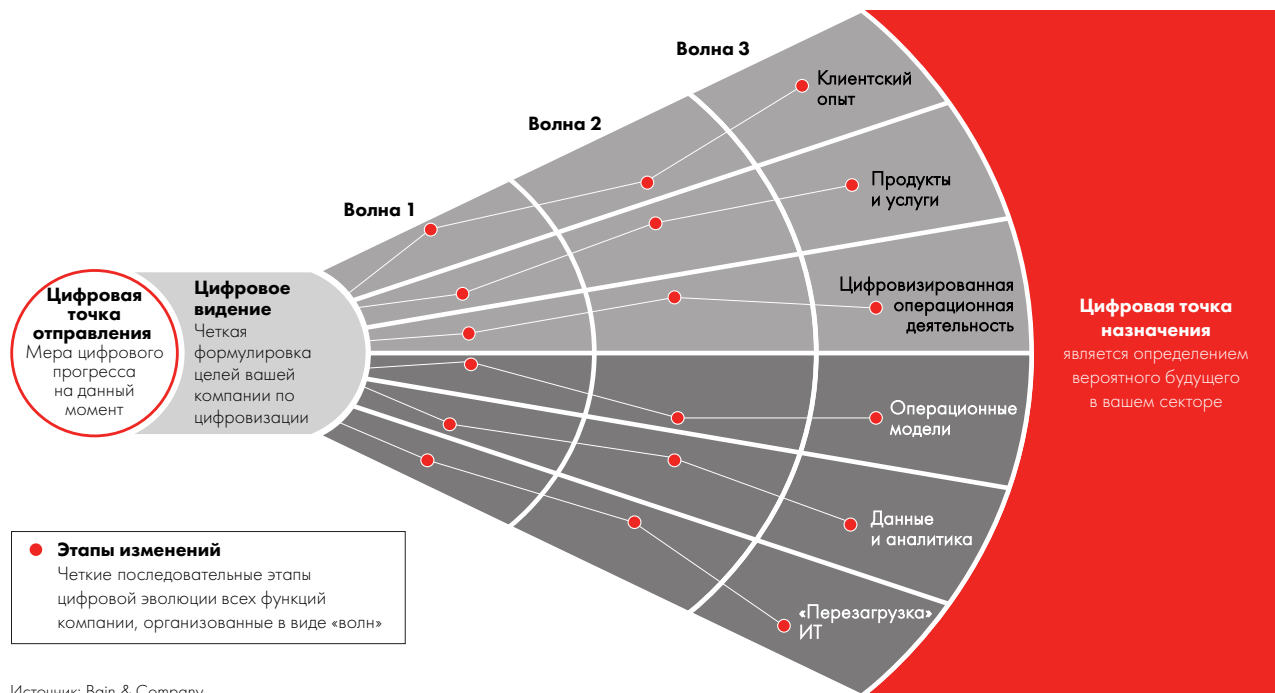 Волна 3
Клиентский
опыт
Волна 2
Продукты
и услуги
Волна 1
Цифровая
точка
отправления
Мера цифрового
прогресса
на данный
момент
Цифровое
видение
Четкая
формулировка
целей вашей
компании по
цифровизации
Цифровизированная
операционная
деятельность
Цифровая точка
назначения
является определением
вероятного будущего
в вашем секторе
Операционные
модели
Данные
и аналитика
«Перезагрузка»
ИТ
Этапы изменений
Четкие последовательные этапы
цифровой эволюции всех функций
компании, организованные в виде «волн»
Источник: Bain & Company